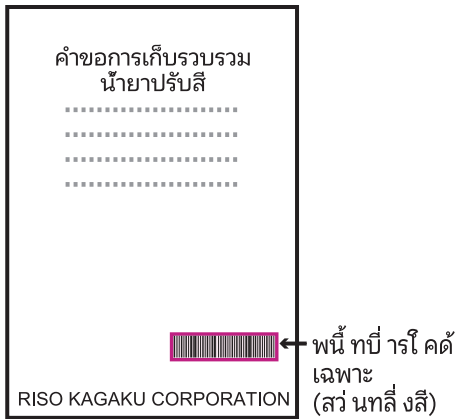 คำขอการเก็บรวบรวม
น้ำยาปรับสี
พนี้ ทบี่ ารโ๊ คด้
เฉพาะ
(สว่ นทลี่ งสี)
RISO KAGAKU CORPORATION